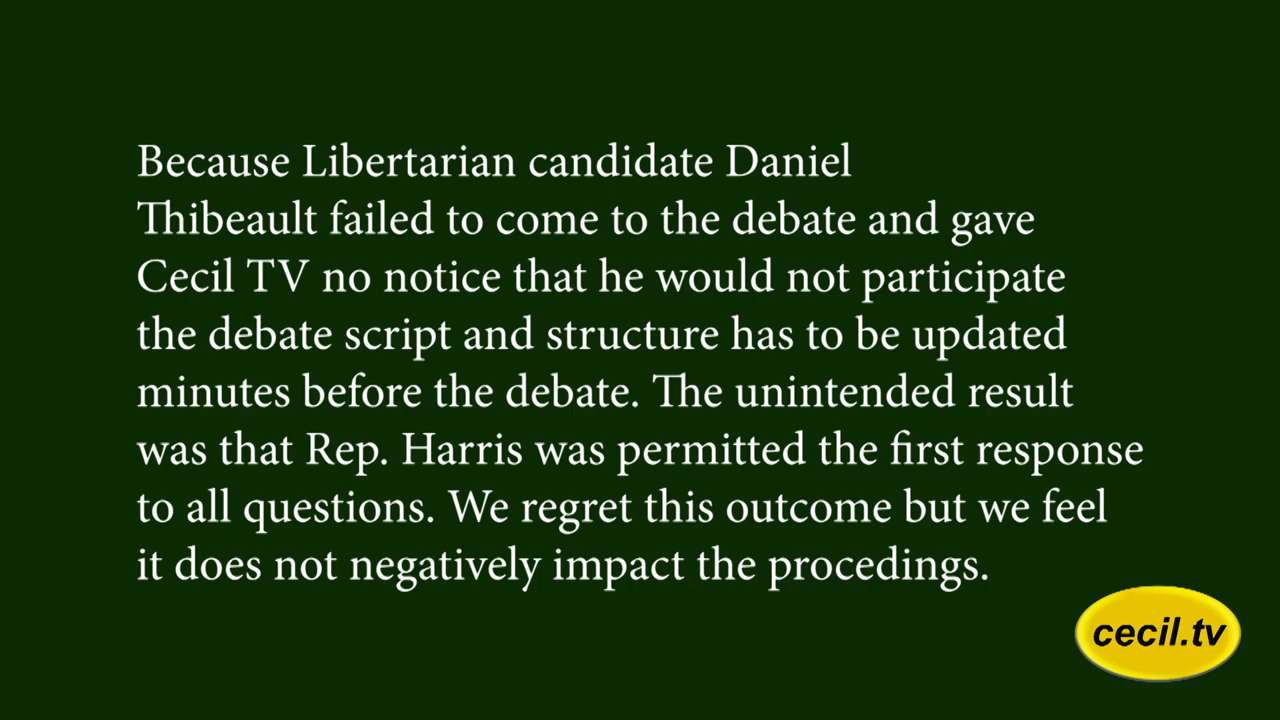 Because Libertarian candidate Daniel
Thibeault failed to come to the debate and gave
Cecil TV no notice that he would not participate
the debate script and structure has to be updated
minutes before the debate. The unintended result
was that Rep. Harris was permitted the first response
to all questions. We regret this outcome but we feel
it does not negatively impact the procedings.
cecil.tv